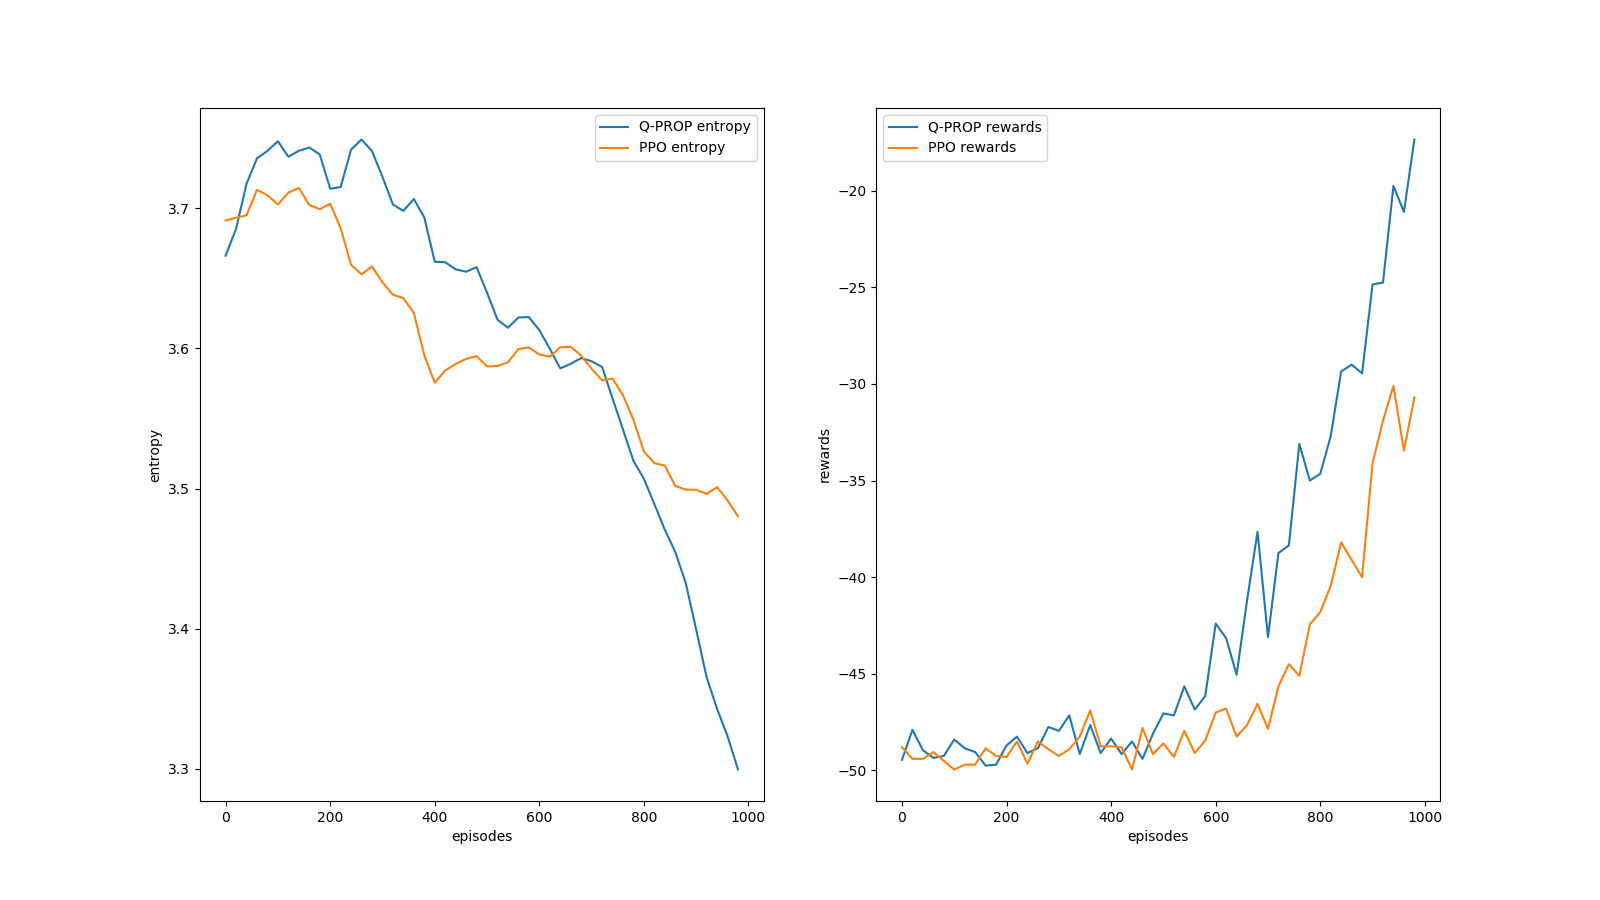 Q-PROP entropy
PPO entropy
3.7
3.6
3.5
3.4
3.3
entropy
0 200 400 600 800 1000
episodes
Q-PROP rewards
PPO rewards
−20
−25
−30
−35
−40
−45
−50
rewards
0 200 400 600 800 1000
episodes